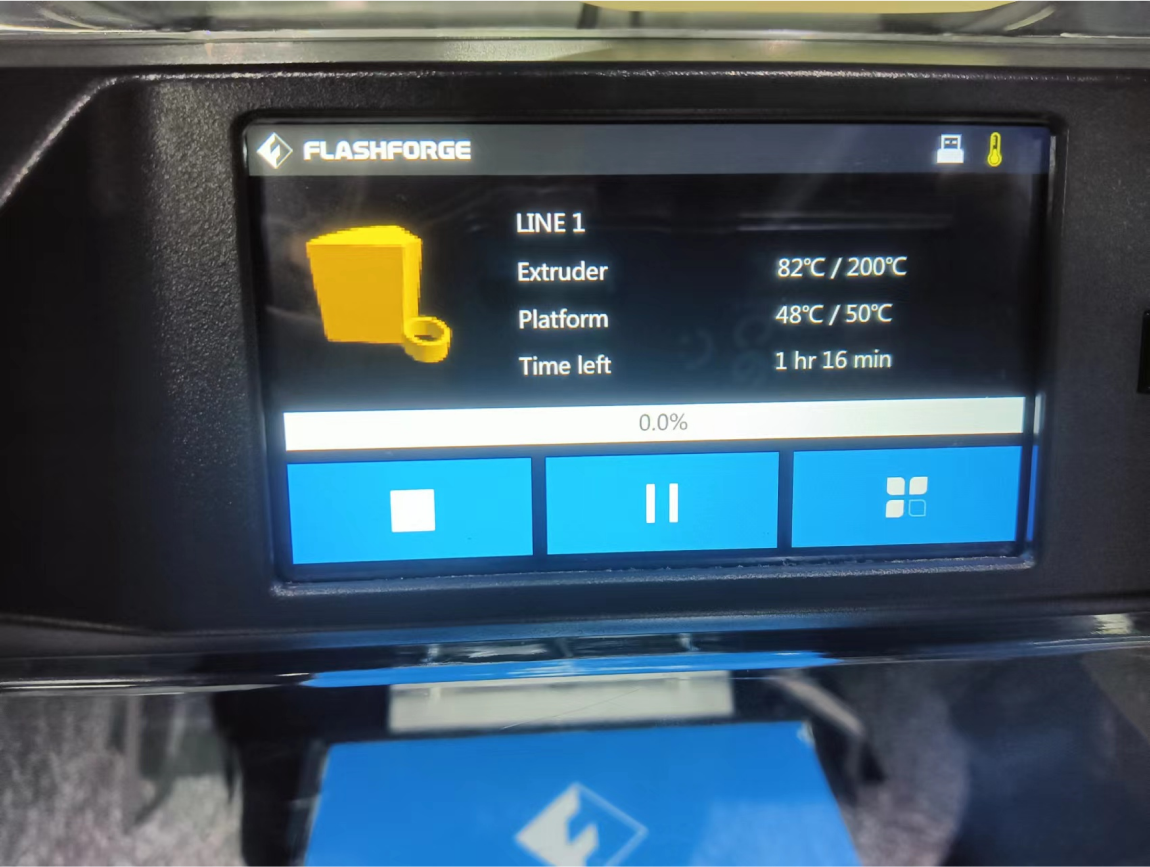 FLASHFORGE
LINE 1
Extruder 82℃ / 200℃
Platform 48℃ / 50℃
Time left 1 hr 16 min
0.0%